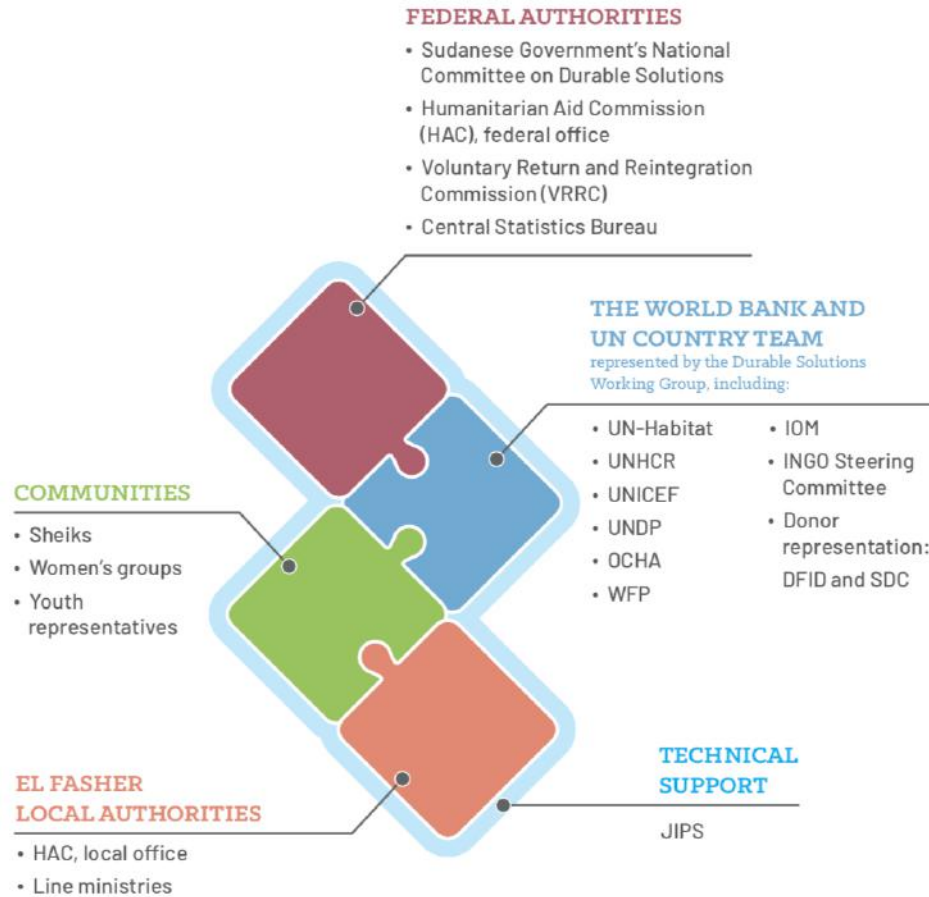 FEDERAL AUTHORITIES
• Sudanese Government's National
Committee on Durable Solutions
• Humanitarian Aid Commission
(HAC), federal office
• Voluntary Return and Reintegration
Commission (VRRC)
• Central Statistics Bureau
THE WORLD BANK AND
UN COUNTRY TEAM
represented by the Durable Solutions
Working Group, including:
• UN-Habitat
• UNHCR
• UNICEF
• UNDP
• OCHA
• WFP
• IOM
• INGO Steering
Committee
• Donor
representation:
DFID and SDC
COMMUNITIES
• Sheiks
• Women's groups
• Youth
representatives
EL FASHER
LOCAL AUTHORITIES
• HAC, local office
• Line ministries
TECHNICAL
SUPPORT
JIPS